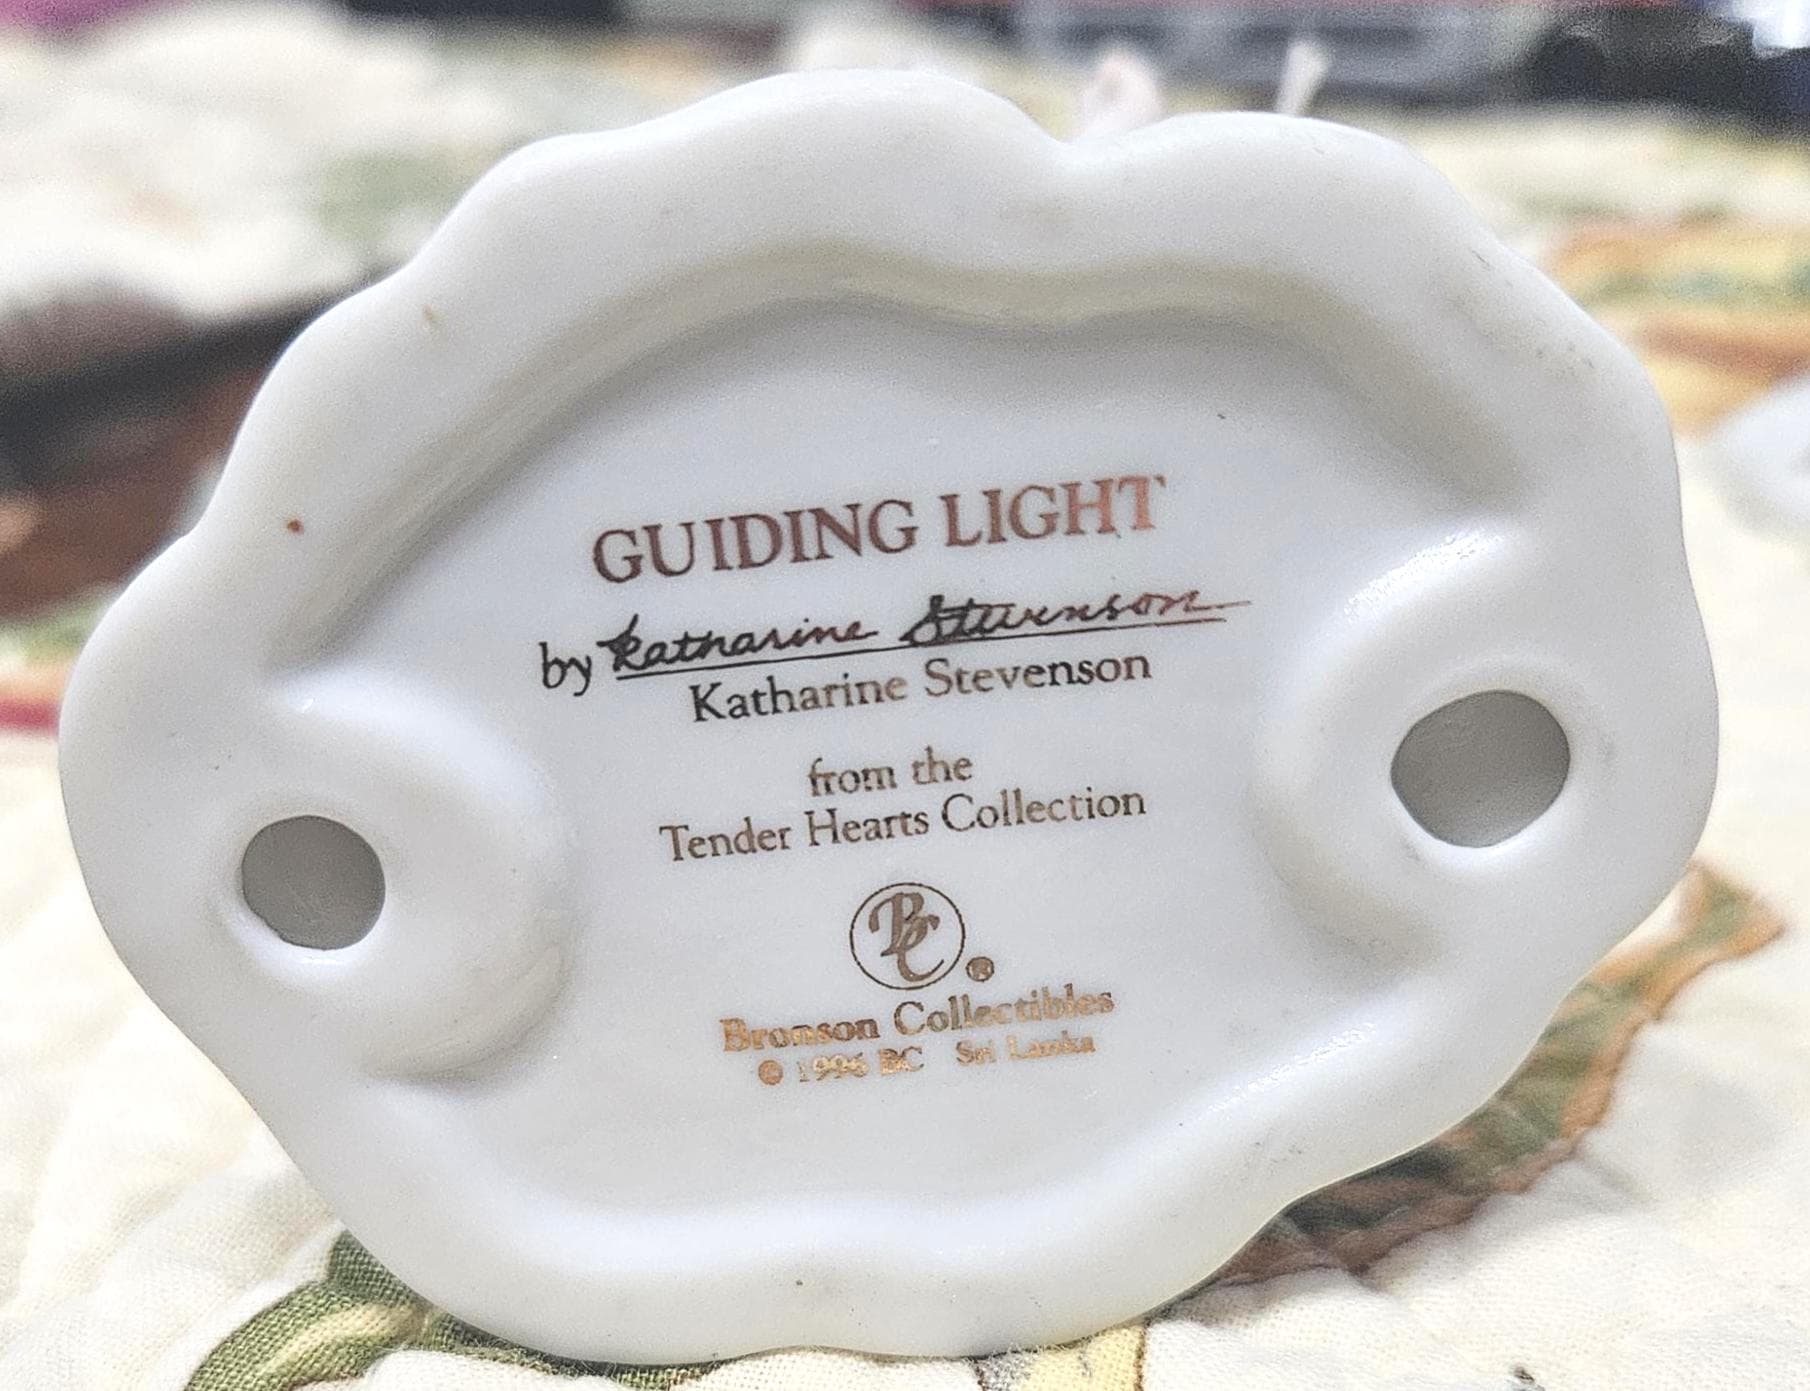 GUIDING LIGHT
by Katharine Stevenson
Katharine Stevenson
from the
Tender Hearts Collection
BC ®
Bronson Collectibles
© 1996 BC Sri Lanka